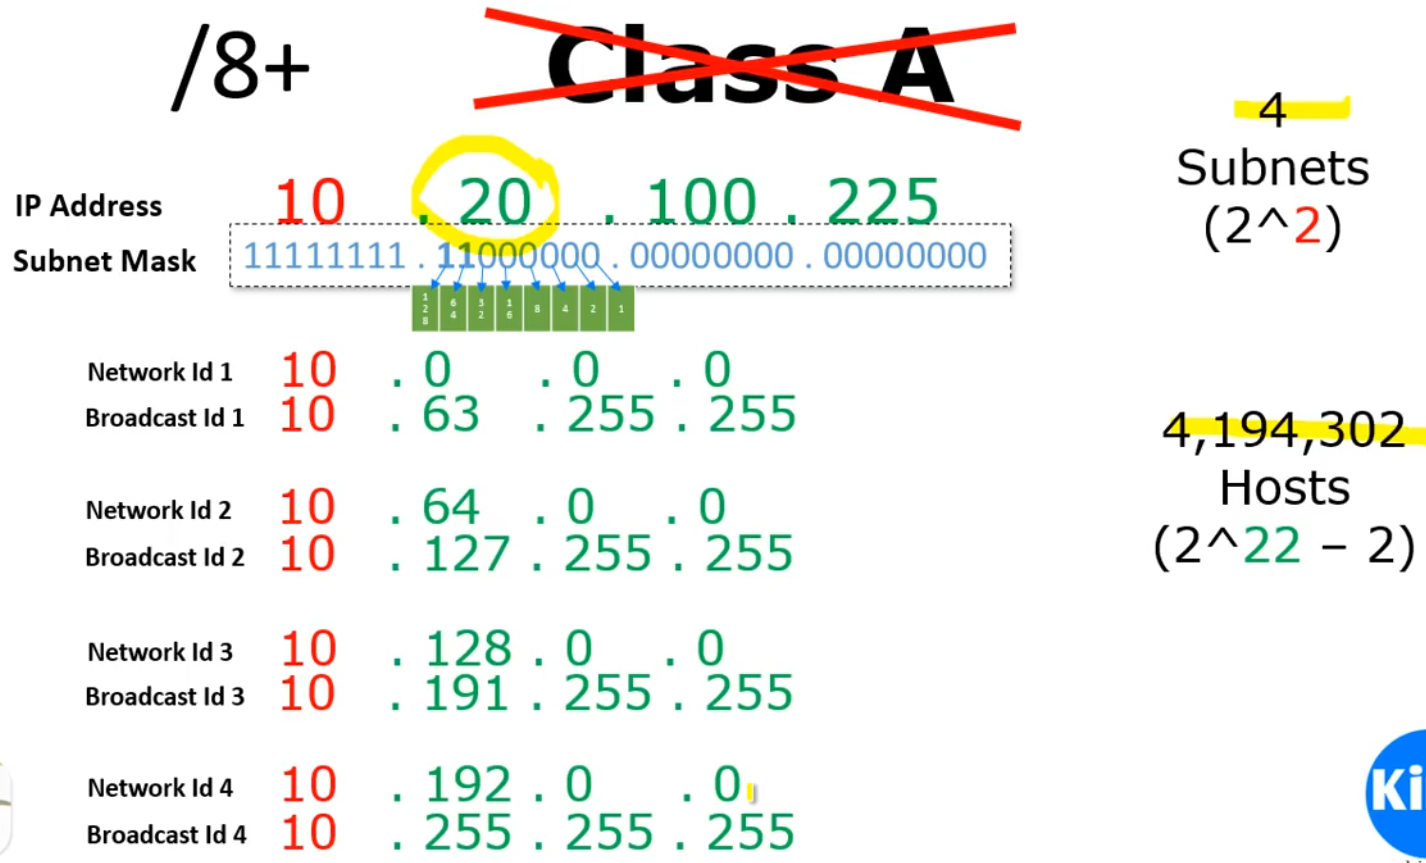 /8+ Class A
4
Subnets
(2^2)
IP Address 10 . 20 . 100 . 225
Subnet Mask 11111111 . 11000000 . 00000000 . 00000000
128 64 32 16 8 4 2 1
Network Id 1 10 . 0 . 0 . 0
Broadcast Id 1 10 . 63 . 255 . 255
4,194,302
Hosts
(2^22 – 2)
Network Id 2 10 . 64 . 0 . 0
Broadcast Id 2 10 . 127 . 255 . 255
Network Id 3 10 . 128 . 0 . 0
Broadcast Id 3 10 . 191 . 255 . 255
Network Id 4 10 . 192 . 0 . 0
Broadcast Id 4 10 . 255 . 255 . 255
Ki